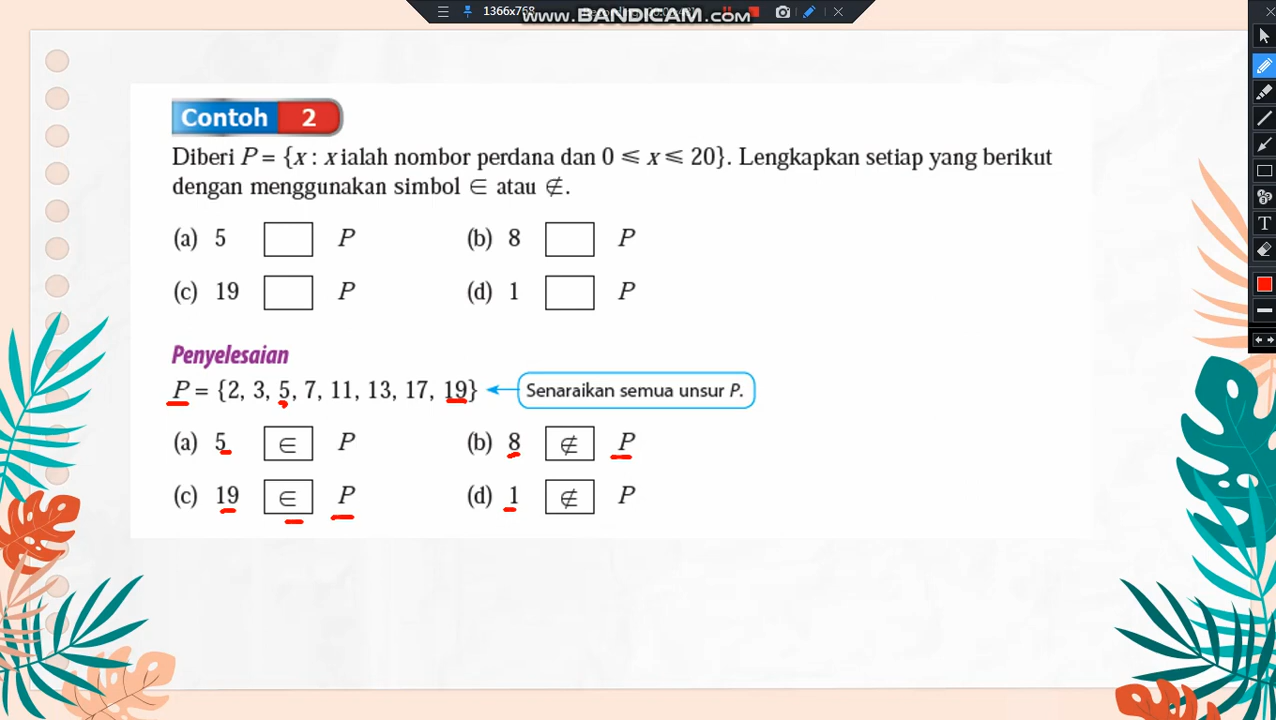 1366x768
www.BANDICAM.com
Contoh 2
Diberi P = {x : x ialah nombor perdana dan 0 ⩽ x ⩽ 20}. Lengkapkan setiap yang berikut
dengan menggunakan simbol ∈ atau ∉.
(a) 5 P (b) 8 P
(c) 19 P (d) 1 P
Penyelesaian
P = {2, 3, 5, 7, 11, 13, 17, 19} Senaraikan semua unsur P.
(a) 5 ∈ P (b) 8 ∉ P
(c) 19 ∈ P (d) 1 ∉ P